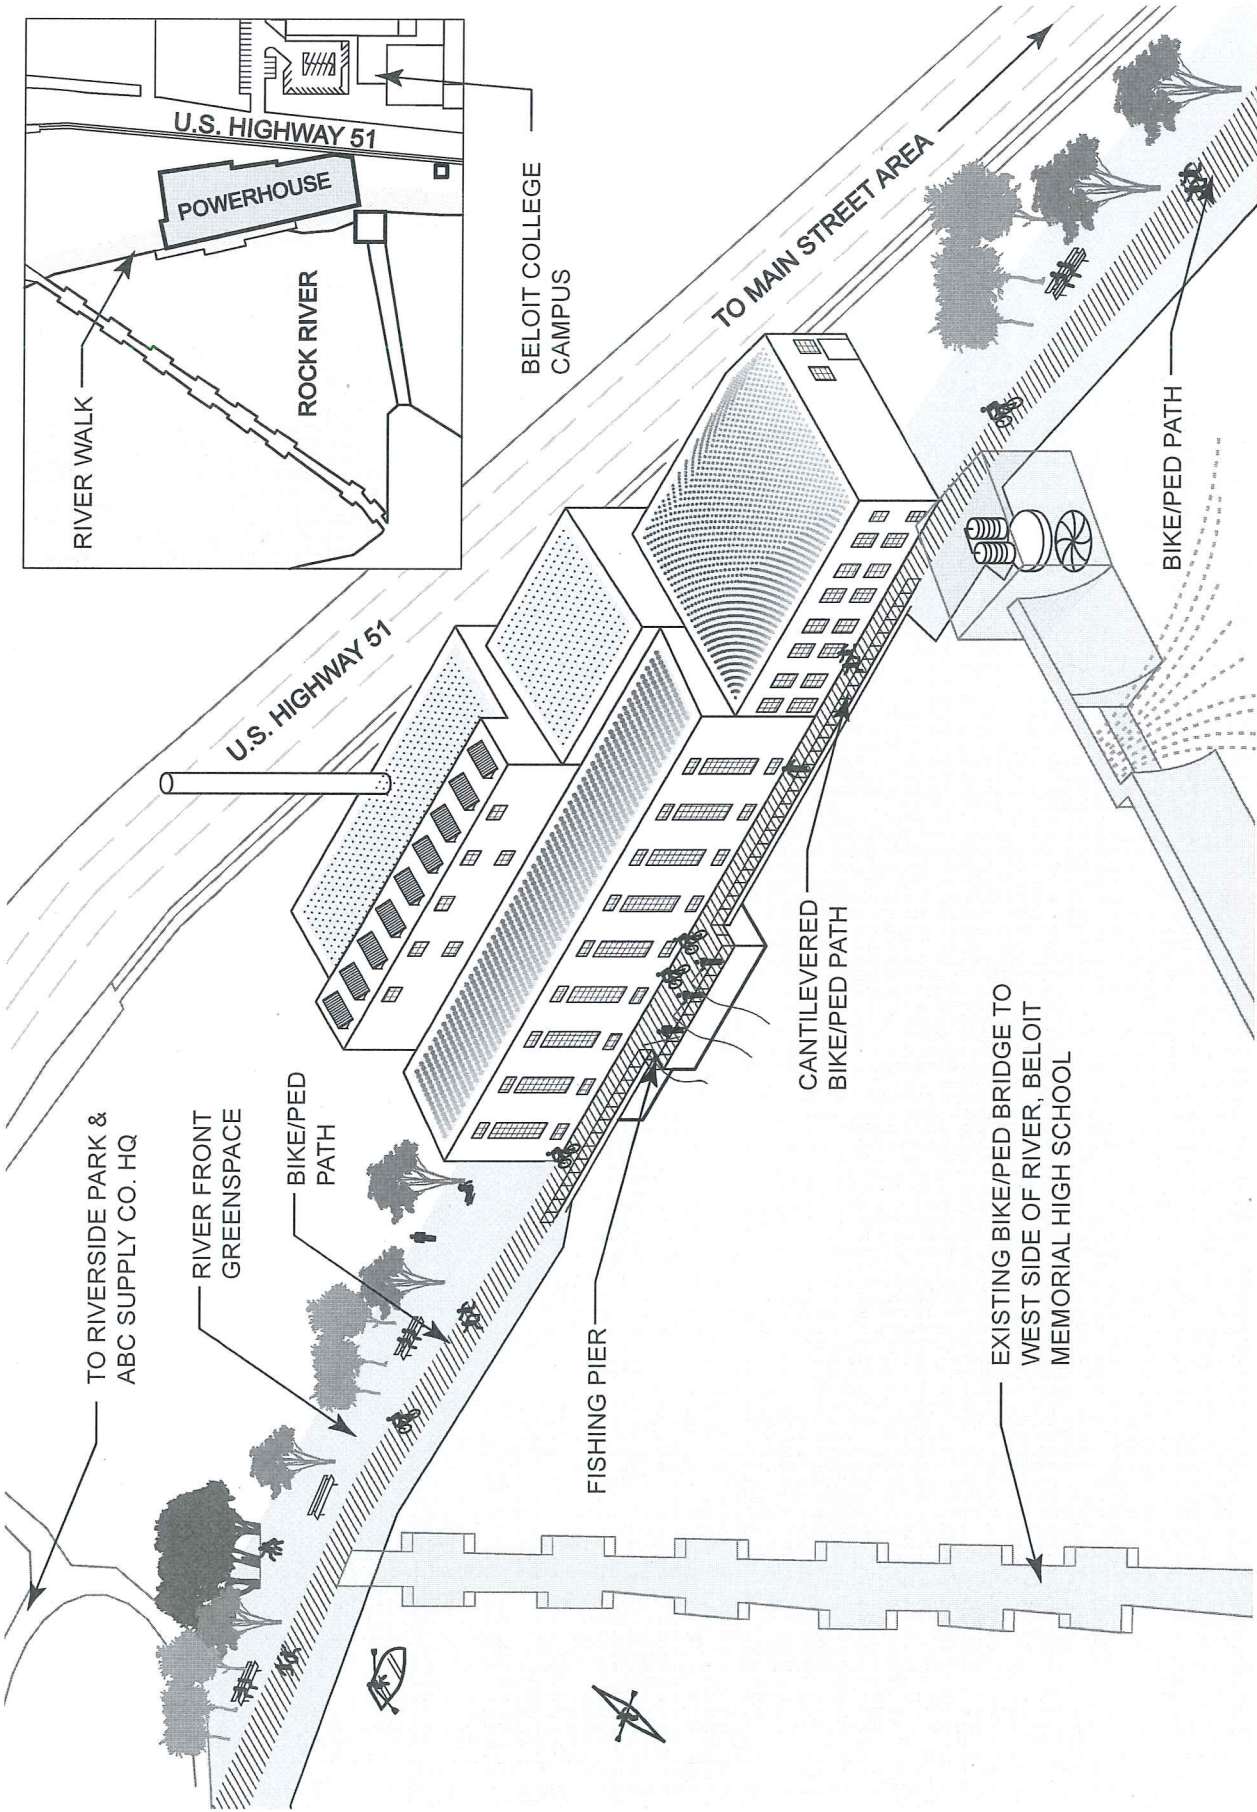 TO RIVERSIDE PARK &
ABC SUPPLY CO. HQ
RIVER FRONT
GREENSPACE
BIKE/PED
PATH
U.S. HIGHWAY 51
TO MAIN STREET AREA
FISHING PIER
CANTILEVERED
BIKE/PED PATH
BIKE/PED PATH
EXISTING BIKE/PED BRIDGE TO
WEST SIDE OF RIVER, BELOIT
MEMORIAL HIGH SCHOOL
RIVER WALK
POWERHOUSE
U.S. HIGHWAY 51
ROCK RIVER
BELOIT COLLEGE
CAMPUS